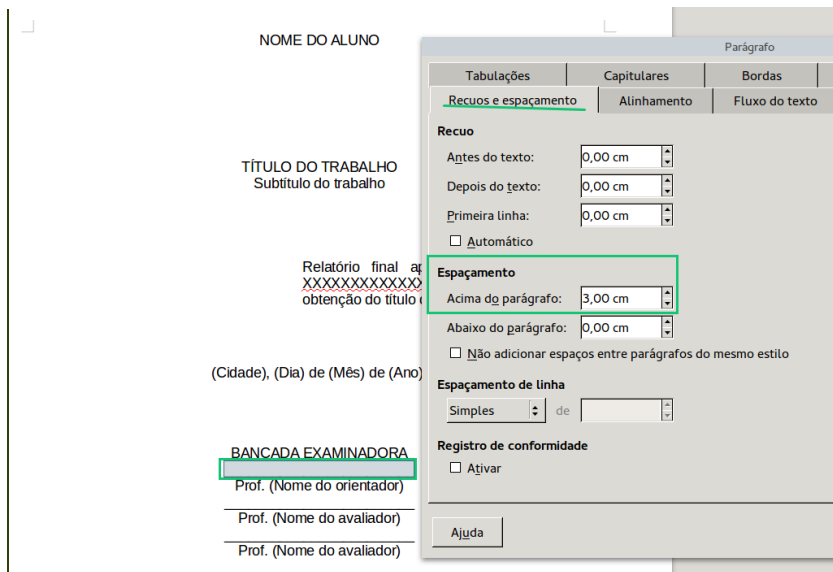 NOME DO ALUNO
TÍTULO DO TRABALHO
Subtítulo do trabalho
Relatório final
XXXXXXXXXXXXX
obtenção do título
(Cidade), (Dia) de (Mês) de (Ano)
BANCADA EXAMINADORA
Prof. (Nome do orientador)
Prof. (Nome do avaliador)
Prof. (Nome do avaliador)
Parágrafo
Tabulações Capitulares Bordas
Recuos e espaçamento Alinhamento Fluxo do texto
Recuo
Antes do texto: 0,00 cm
Depois do texto: 0,00 cm
Primeira linha: 0,00 cm
Automático
Espaçamento
Acima do parágrafo: 3,00 cm
Abaixo do parágrafo: 0,00 cm
Não adicionar espaços entre parágrafos do mesmo estilo
Espaçamento de linha
Simples de
Registro de conformidade
Ativar
Ajuda